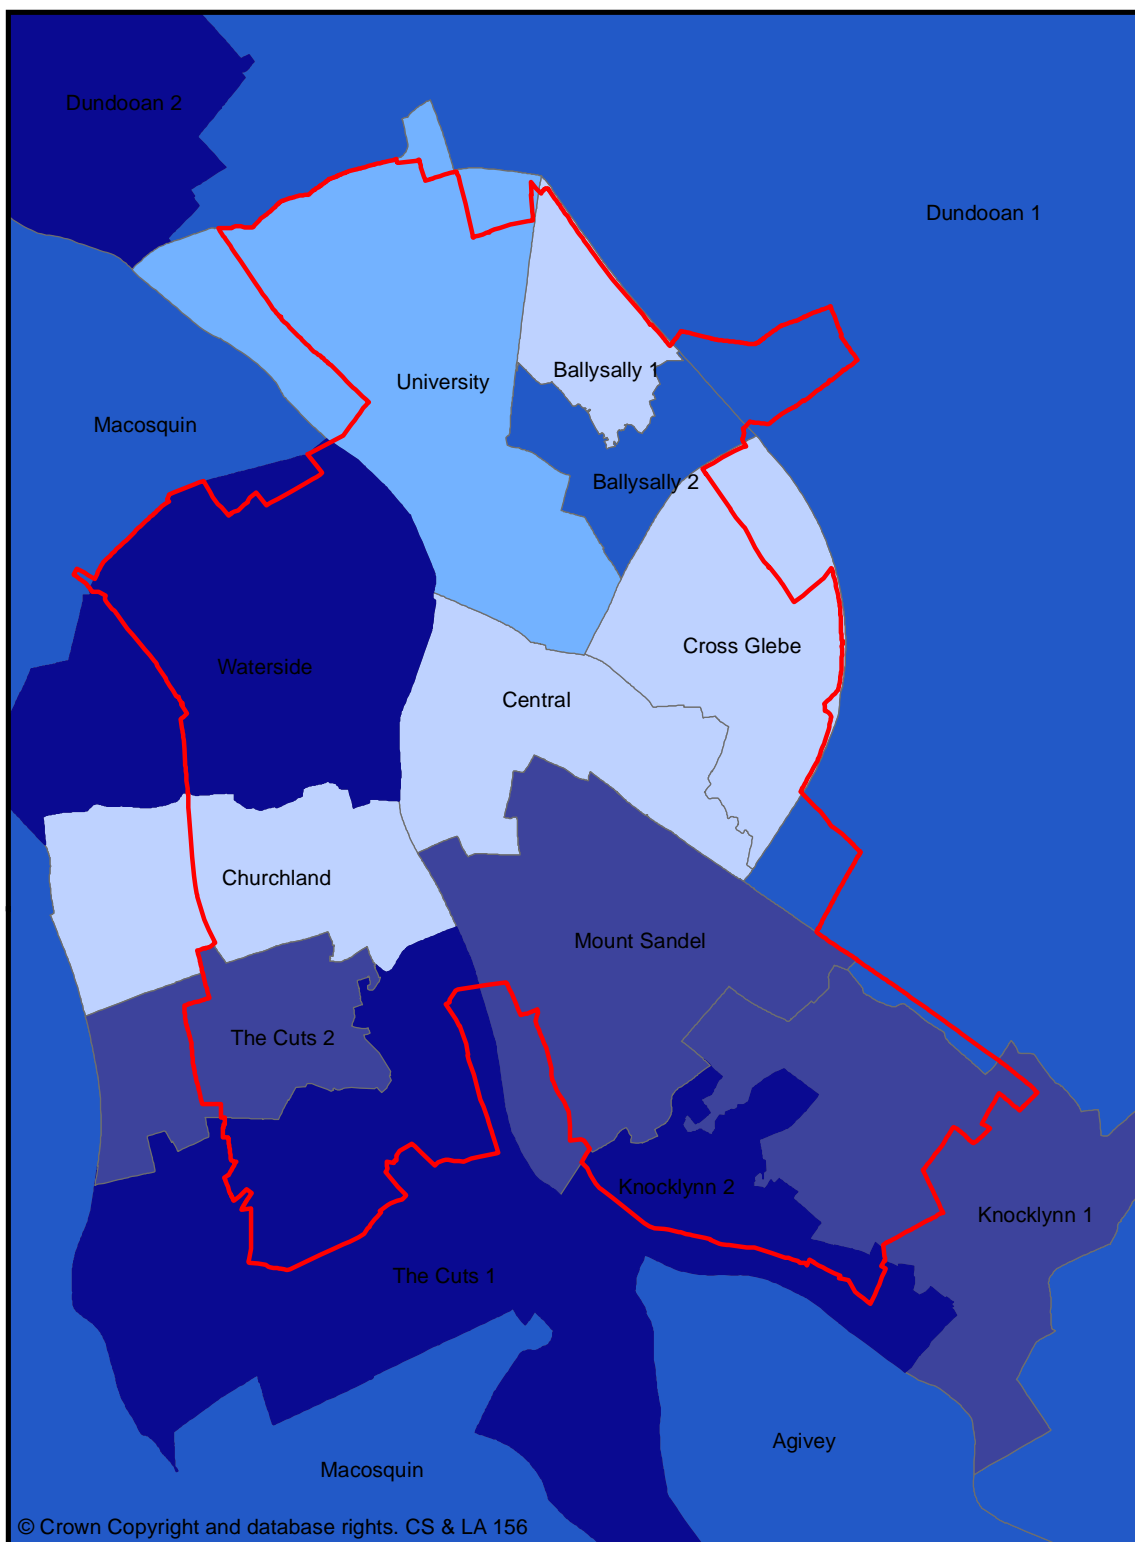 Dundooan 2
Dundooan 1
Ballysally 1
University
Macosquin
Ballysally 2
Cross Glebe
Waterside
Central
Churchland
Mount Sandel
The Cuts 2
Knocklynn 2
Knocklynn 1
The Cuts 1
Agivey
Macosquin
© Crown Copyright and database rights. CS & LA 156